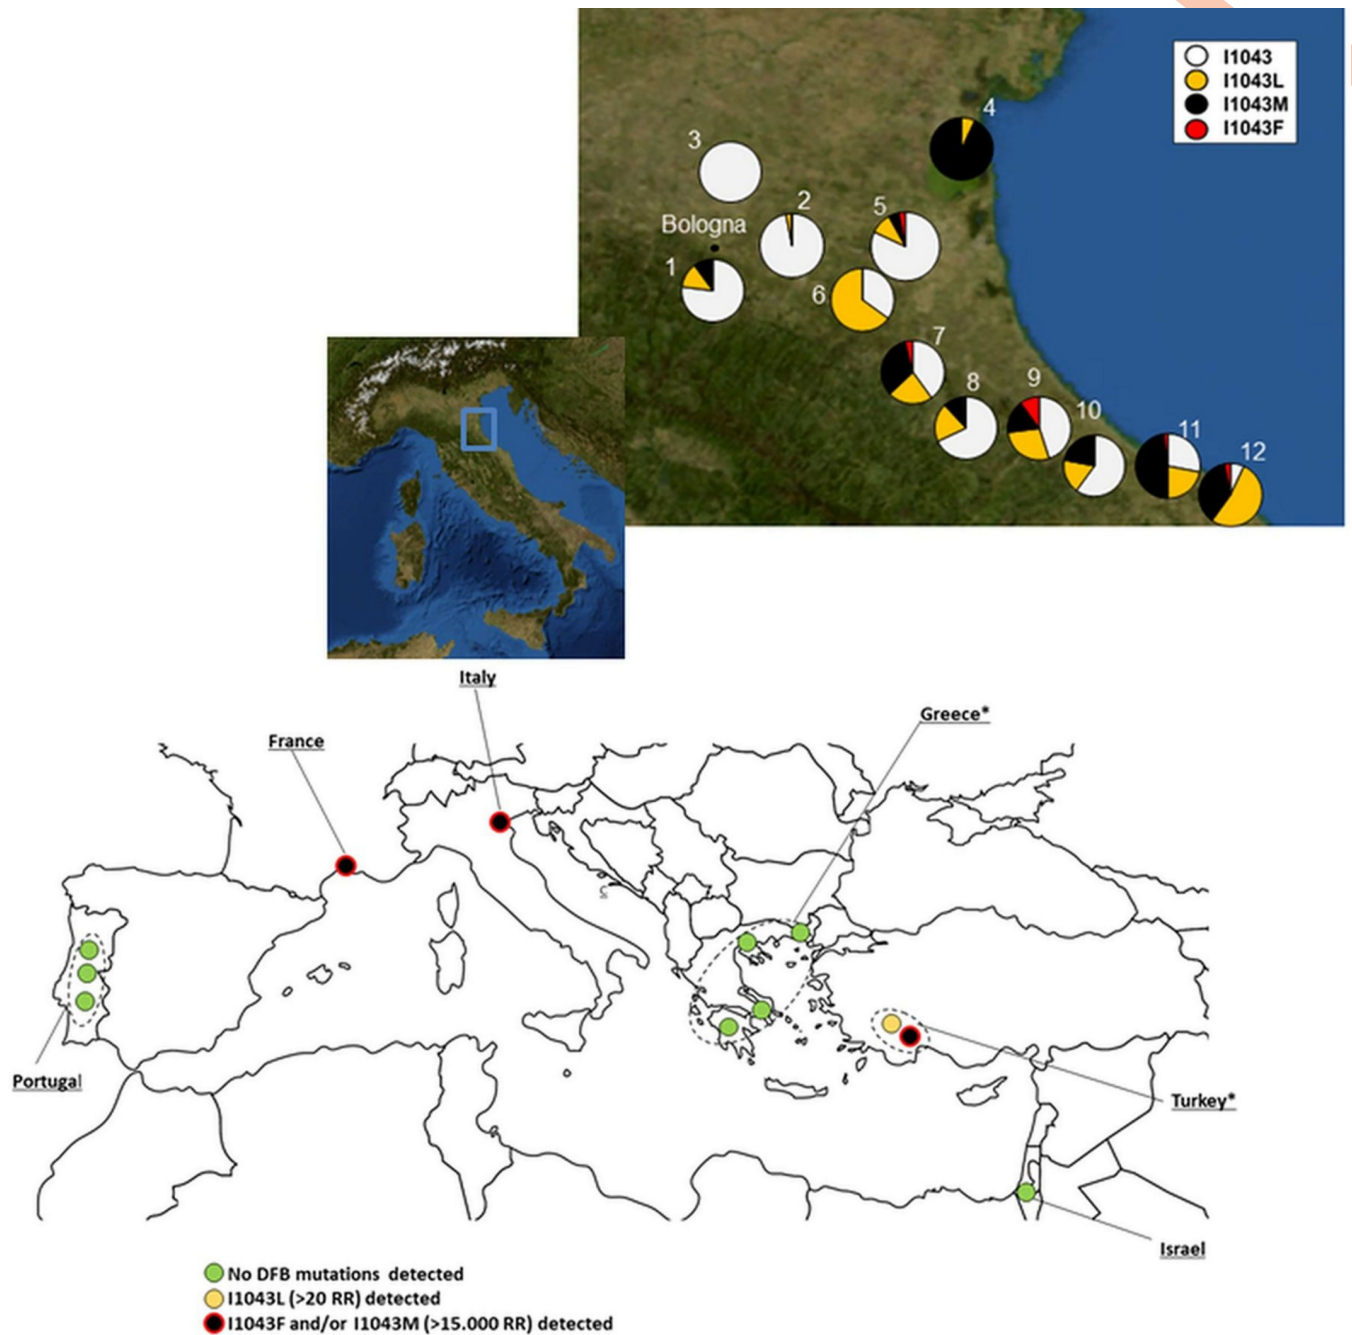 I1043
I1043L
I1043M
I1043F
4
3
2
5
Bologna
1
6
7
8
9
10
11
12
Italy
Greece*
France
Portugal
Turkey*
Israel
No DFB mutations detected
I1043L (>20 RR) detected
I1043F and/or I1043M (>15.000 RR) detected